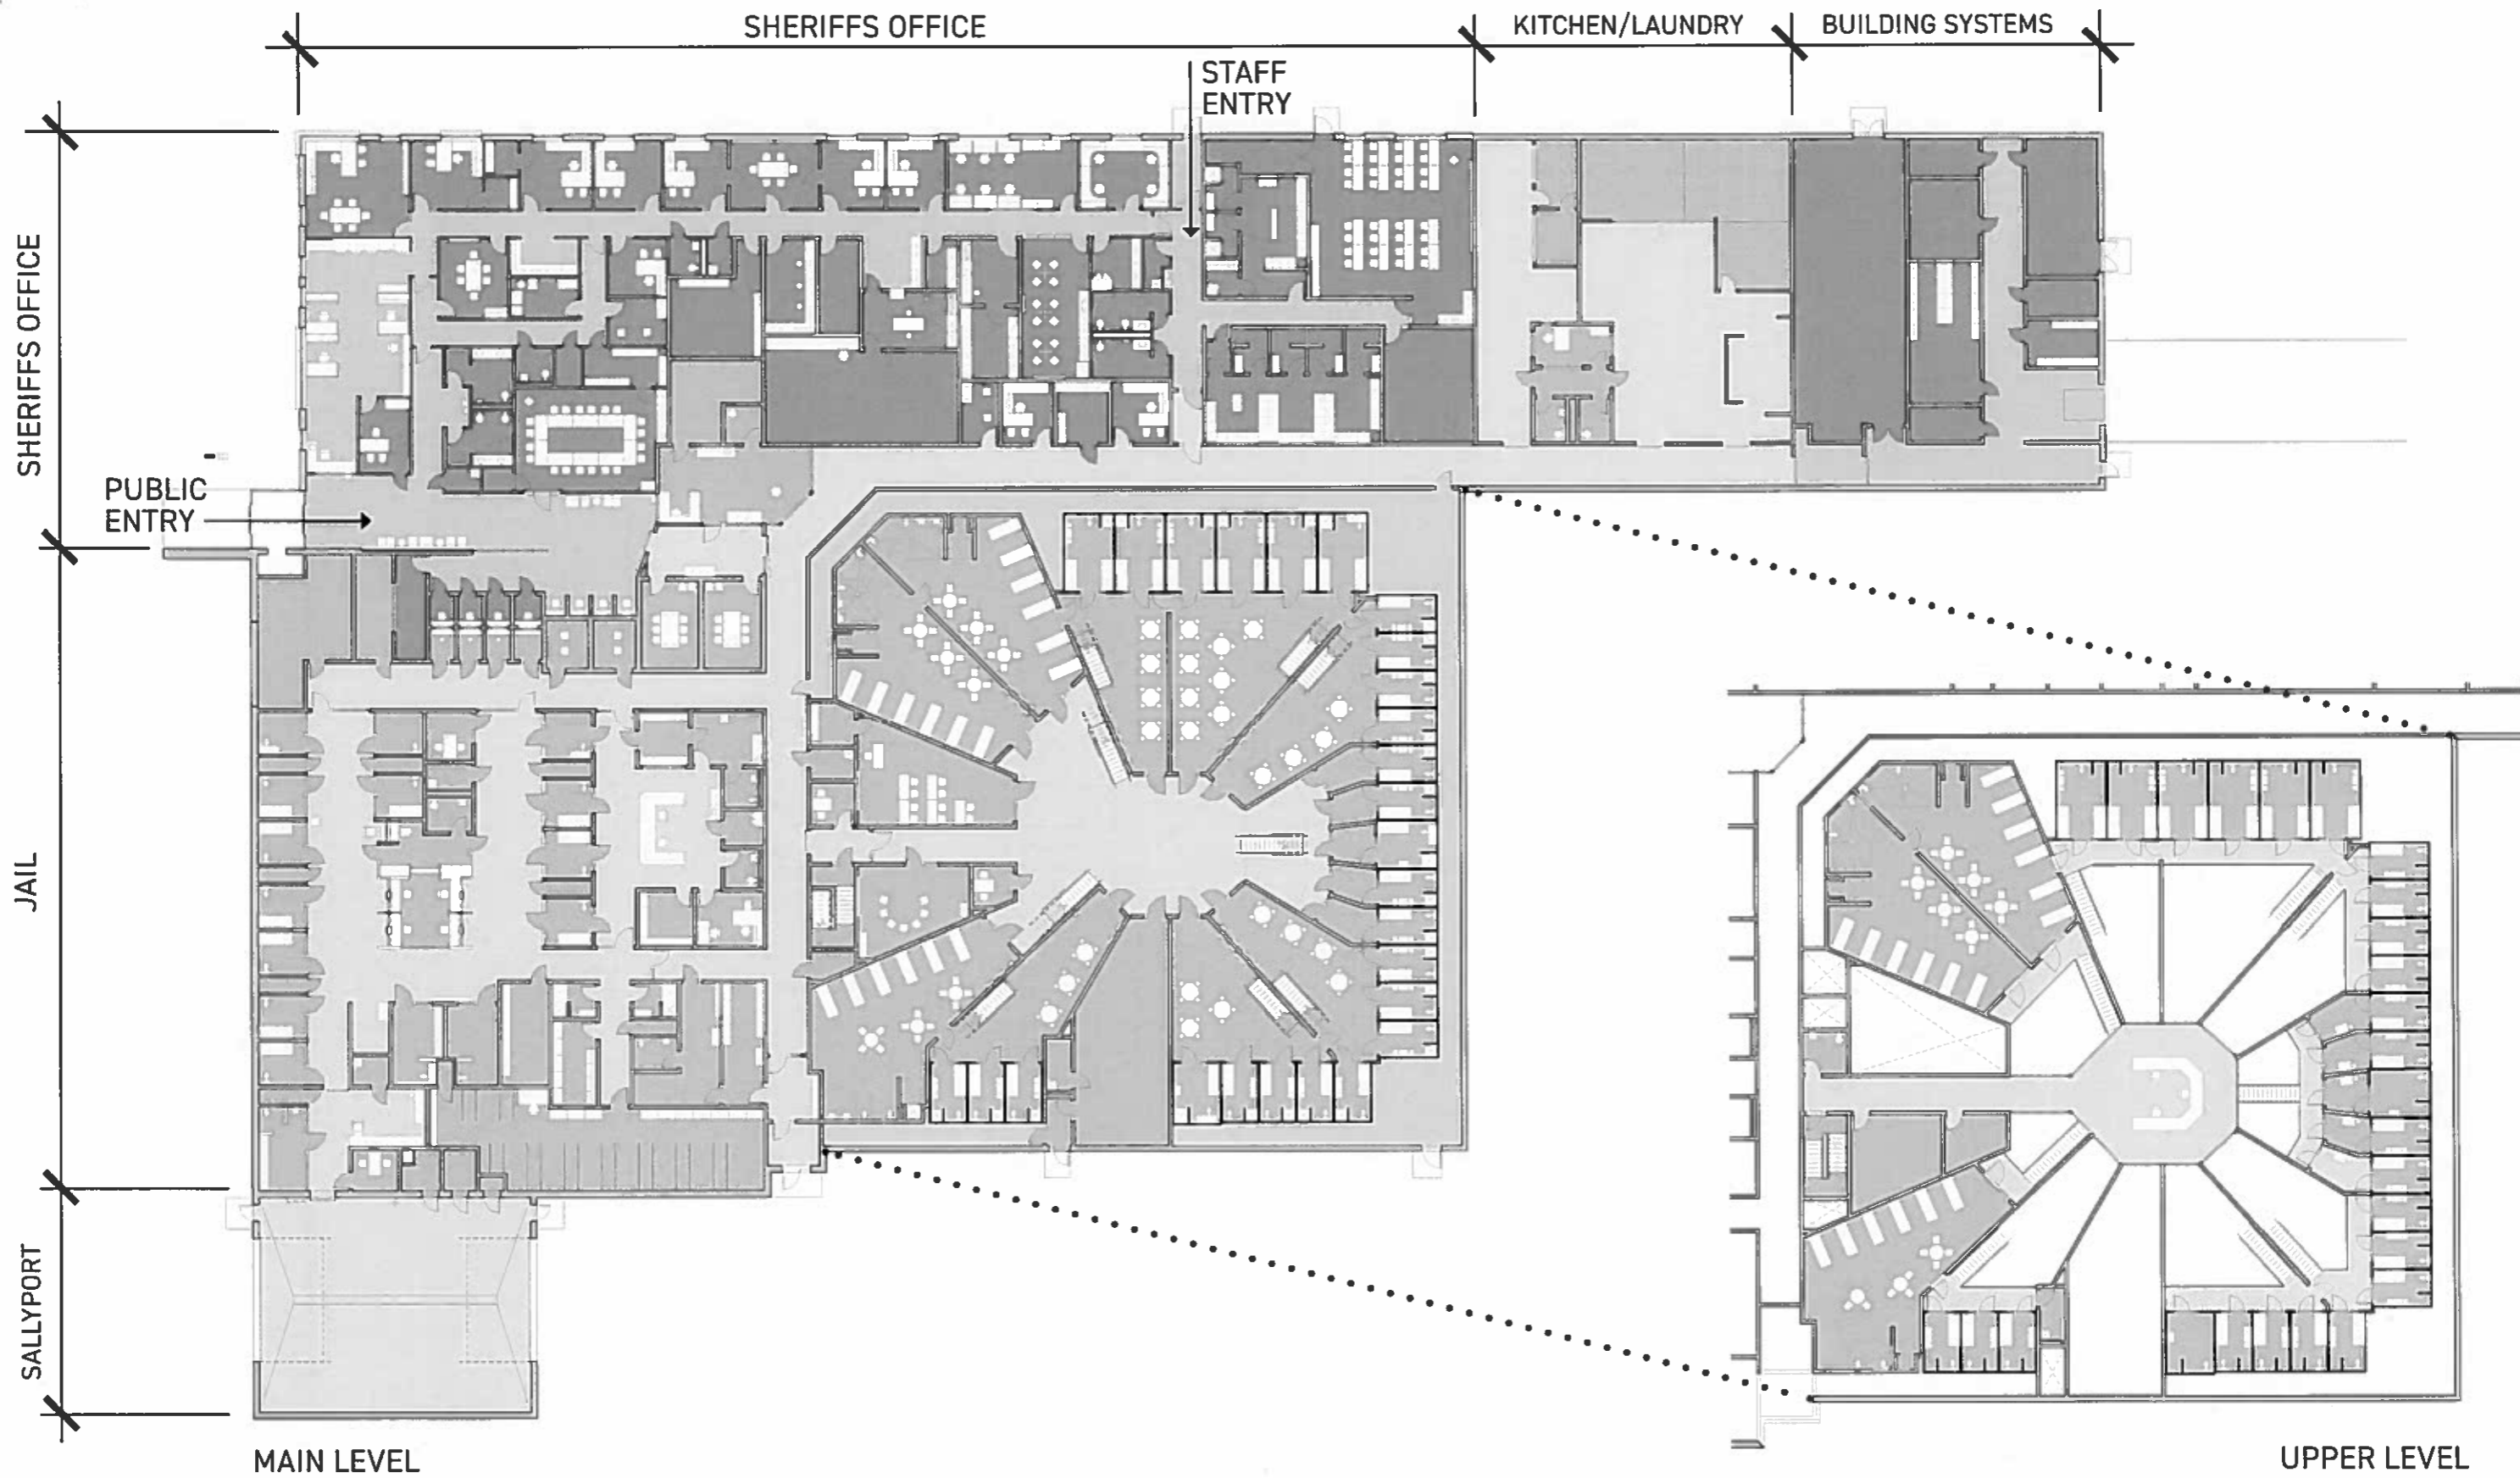 SHERIFFS OFFICE
KITCHEN/LAUNDRY
BUILDING SYSTEMS
STAFF
ENTRY
SHERIFFS OFFICE
PUBLIC
ENTRY
JAIL
SALLYPORT
MAIN LEVEL
UPPER LEVEL